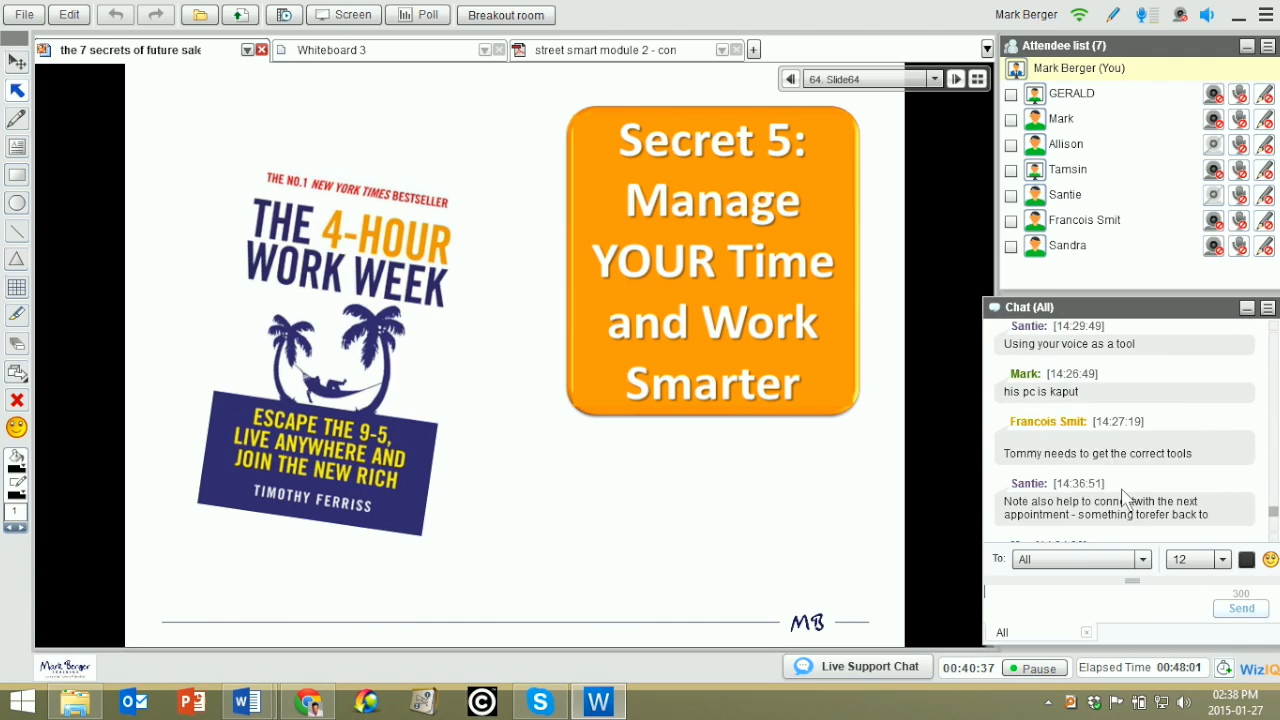 File
Edit
Screen
Poll
Breakout room
Mark Berger
the 7 secrets of future sale
Whiteboard 3
street smart module 2 - con
64. Slide64
THE NO.1 NEW YORK TIMES BESTSELLER
THE 4-HOUR
WORK WEEK
ESCAPE THE 9-5,
LIVE ANYWHERE AND
JOIN THE NEW RICH
TIMOTHY FERRISS
Secret 5:
Manage
YOUR Time
and Work
Smarter
MB
Attendee list (7)
Mark Berger (You)
GERALD
Mark
Allison
Tamsin
Santie
Francois Smit
Sandra
Chat (All)
Santie: [14:29:49]
Using your voice as a tool
Mark: [14:26:49]
his pc is kaput
Francois Smit: [14:27:19]
Tommy needs to get the correct tools
Santie: [14:36:51]
Note also help to conne with the next
appointment - something torefer back to
To: All
12
300
Send
All
1
Mark Berger
Live Support Chat
00:40:37
Pause
Elapsed Time 00:48:01
WizIQ
02:38 PM
2015-01-27